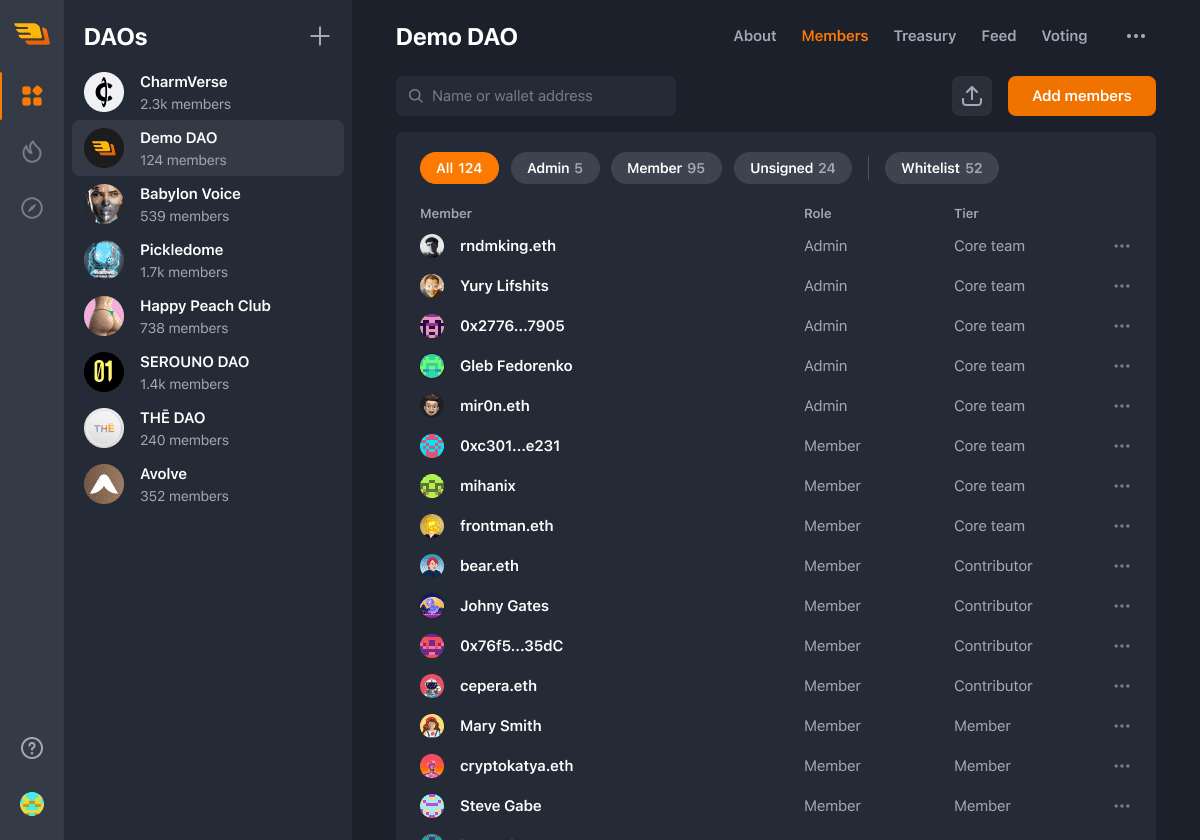 DAOs
CharmVerse
2.3k members
Demo DAO
124 members
Babylon Voice
539 members
Pickledome
1.7k members
Happy Peach Club
738 members
01
SEROUNO DAO
1.4k members
THĒ
THĒ DAO
240 members
Avolve
352 members
Demo DAO
About Members Treasury Feed Voting
Name or wallet address
Add members
All 124 Admin 5 Member 95 Unsigned 24 Whitelist 52
Member Role Tier
rndmking.eth Admin Core team
Yury Lifshits Admin Core team
0x2776...7905 Admin Core team
Gleb Fedorenko Admin Core team
mir0n.eth Admin Core team
0xc301...e231 Member Core team
mihanix Member Core team
frontman.eth Member Core team
bear.eth Member Contributor
Johny Gates Member Contributor
0x76f5...35dC Member Contributor
cepera.eth Member Contributor
Mary Smith Member Member
cryptokatya.eth Member Member
Steve Gabe Member Member